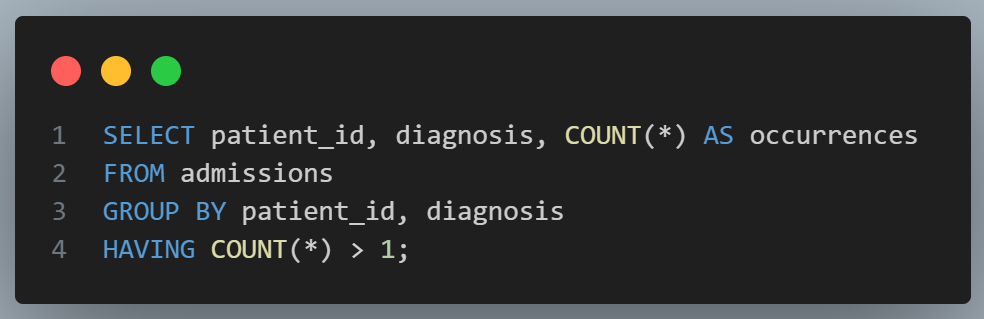 1 SELECT patient_id, diagnosis, COUNT(*) AS occurrences
2 FROM admissions
3 GROUP BY patient_id, diagnosis
4 HAVING COUNT(*) > 1;